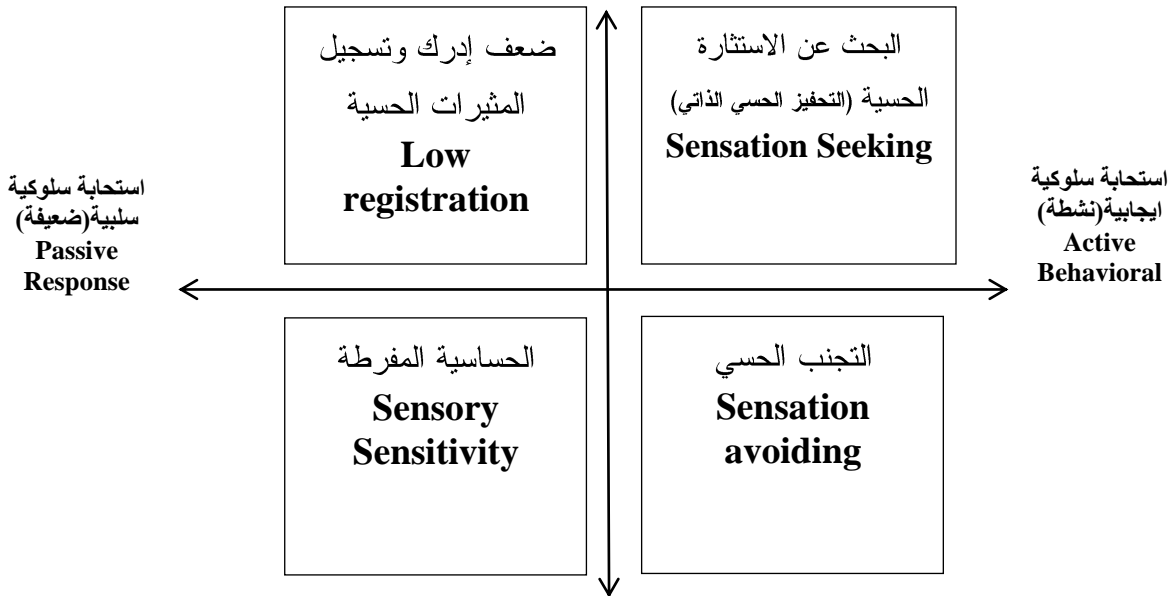 ضعف إدرك وتسجيل
المثيرات الحسية
Low
registration
البحث عن الاستثارة
الحسية (التحفيز الحسي الذاتي)
Sensation Seeking
استحابة سلوكية
سلبية(ضعيفة)
Passive
Response
استحابة سلوكية
ايجابية(نشطة)
Active
Behavioral
الحساسية المفرطة
Sensory
Sensitivity
التجنب الحسي
Sensation
avoiding